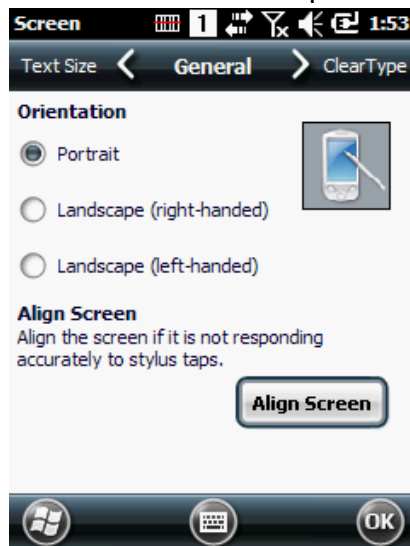 Screen 1 1:53
Text Size General ClearType
Orientation
Portrait
Landscape (right-handed)
Landscape (left-handed)
Align Screen
Align the screen if it is not responding
accurately to stylus taps.
Align Screen
OK